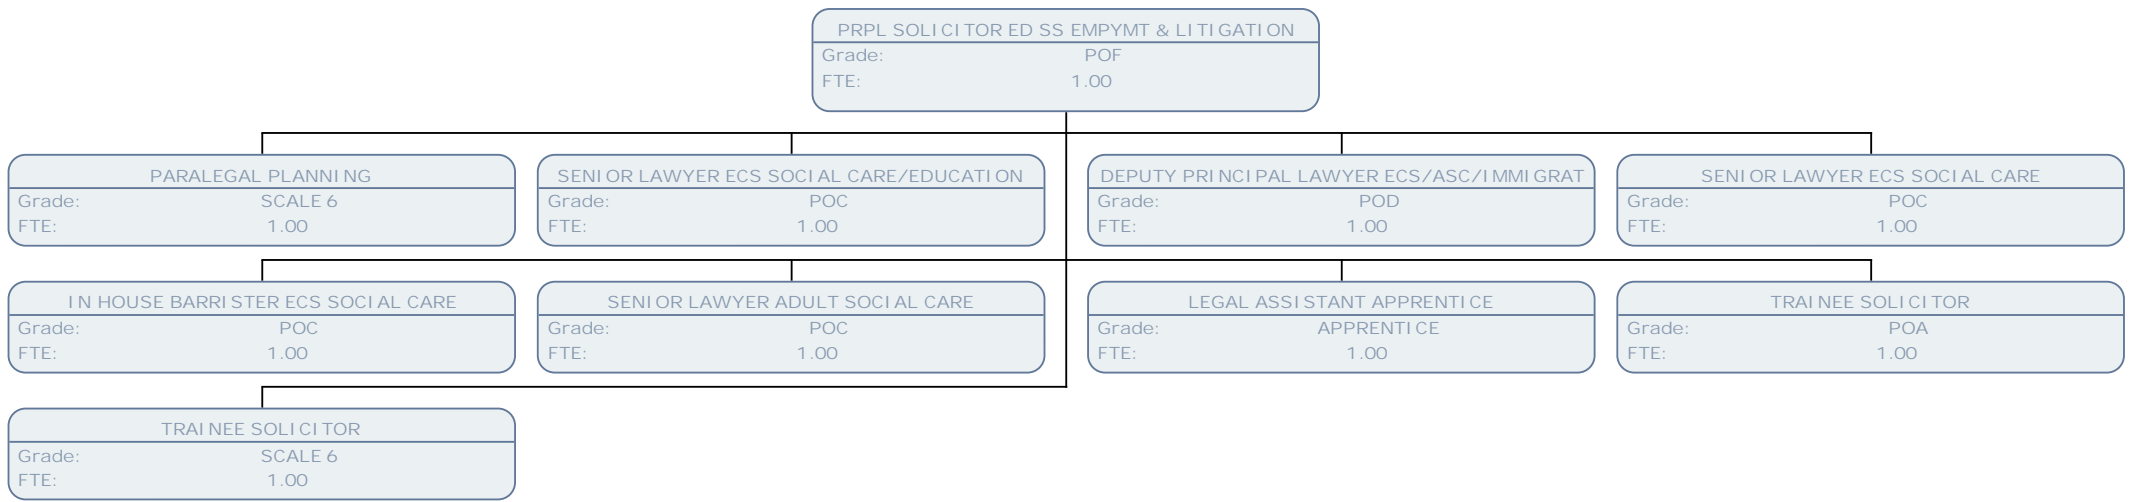 PRPL SOLICITOR ED SS EMPYMT & LITIGATION
Grade: POF
FTE: 1.00
PARALEGAL PLANNING
Grade: SCALE 6
FTE: 1.00
SENIOR LAWYER ECS SOCIAL CARE/EDUCATION
Grade: POC
FTE: 1.00
DEPUTY PRINCIPAL LAWYER ECS/ASC/IMMIGRAT
Grade: POD
FTE: 1.00
SENIOR LAWYER ECS SOCIAL CARE
Grade: POC
FTE: 1.00
IN HOUSE BARRISTER ECS SOCIAL CARE
Grade: POC
FTE: 1.00
SENIOR LAWYER ADULT SOCIAL CARE
Grade: POC
FTE: 1.00
LEGAL ASSISTANT APPRENTICE
Grade: APPRENTICE
FTE: 1.00
TRAINEE SOLICITOR
Grade: POA
FTE: 1.00
TRAINEE SOLICITOR
Grade: SCALE 6
FTE: 1.00